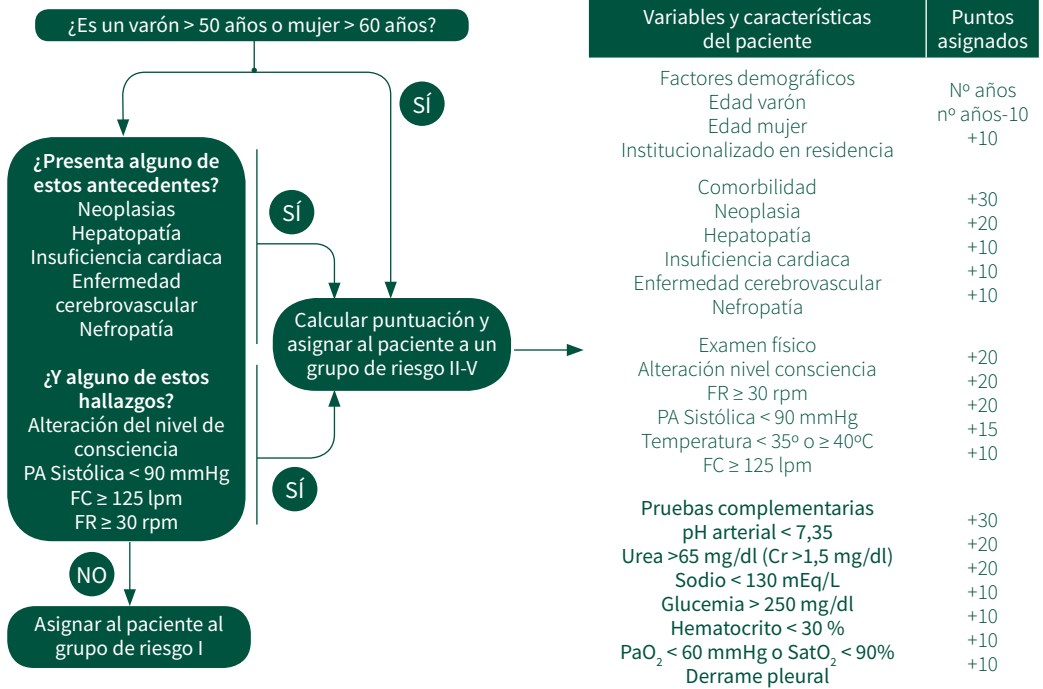 ¿Es un varón > 50 años o mujer > 60 años?
SÍ
¿Presenta alguno de
estos antecedentes?
Neoplasias
Hepatopatía
Insuficiencia cardiaca
Enfermedad
cerebrovascular
Nefropatía
¿Y alguno de estos
hallazgos?
Alteración del nivel de
consciencia
PA Sistólica < 90 mmHg
FC ≥ 125 lpm
FR ≥ 30 rpm
SÍ
SÍ
NO
Asignar al paciente al
grupo de riesgo I
Calcular puntuación y
asignar al paciente a un
grupo de riesgo II-V
Variables y características
del paciente
Puntos
asignados
Factores demográficos
Edad varón
Edad mujer
Institucionalizado en residencia
Nº años
nº años-10
+10
Comorbilidad
Neoplasia
Hepatopatía
Insuficiencia cardiaca
Enfermedad cerebrovascular
Nefropatía
+30
+20
+10
+10
+10
Examen físico
Alteración nivel consciencia
FR ≥ 30 rpm
PA Sistólica < 90 mmHg
Temperatura < 35º o ≥ 40ºC
FC ≥ 125 lpm
+20
+20
+20
+15
+10
Pruebas complementarias
pH arterial < 7,35
Urea >65 mg/dl (Cr >1,5 mg/dl)
Sodio < 130 mEq/L
Glucemia > 250 mg/dl
Hematocrito < 30 %
PaO₂ < 60 mmHg o SatO₂ < 90%
Derrame pleural
+30
+20
+20
+10
+10
+10
+10